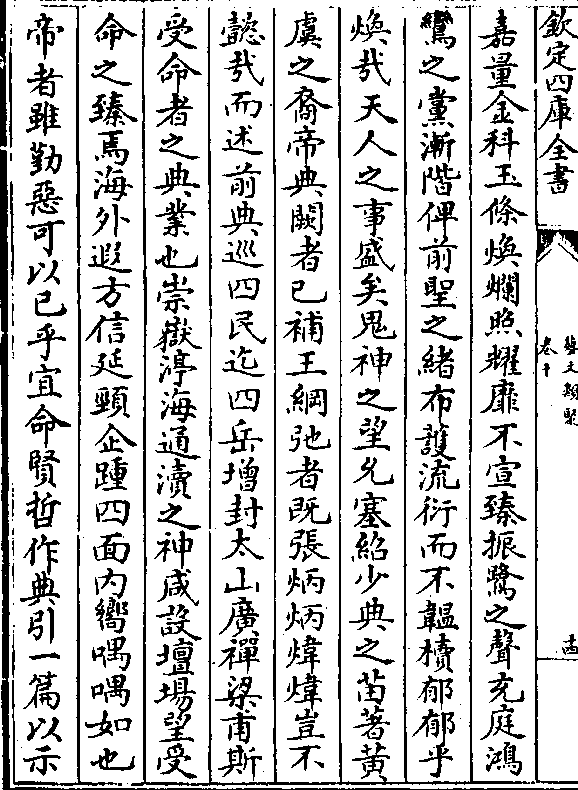 欽定四庫全書
藝文類聚
卷十
十四
嘉量金科玉條煥爛照耀靡不宣臻振鷺之聲充庭鴻
鸞之黨漸階俾前聖之緒布護流衍而不韞櫝郁郁乎
煥哉天人之事盛矣鬼神之望允塞紹少典之苗著黄
虞之裔帝典闕者已補王綱弛者既張炳炳煒煒豈不
懿哉而述前典巡四民迄四岳增封太山廣禪梁甫斯
受命者之典業也崇嶽渟海通瀆之神咸設壇場望受
命之臻焉海外遐方信延頸企踵四面内嚮喁喁如也
帝者雖勤惡可以已乎宜命賢哲作典引一篇以示